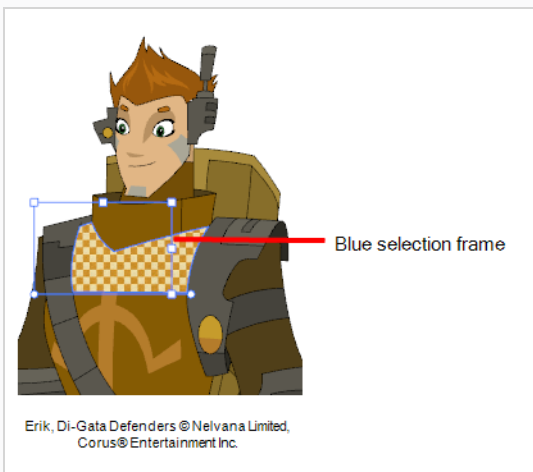 Blue selection frame
Erik, Di-Gata Defenders © Nelvana Limited,
Corus® Entertainment Inc.